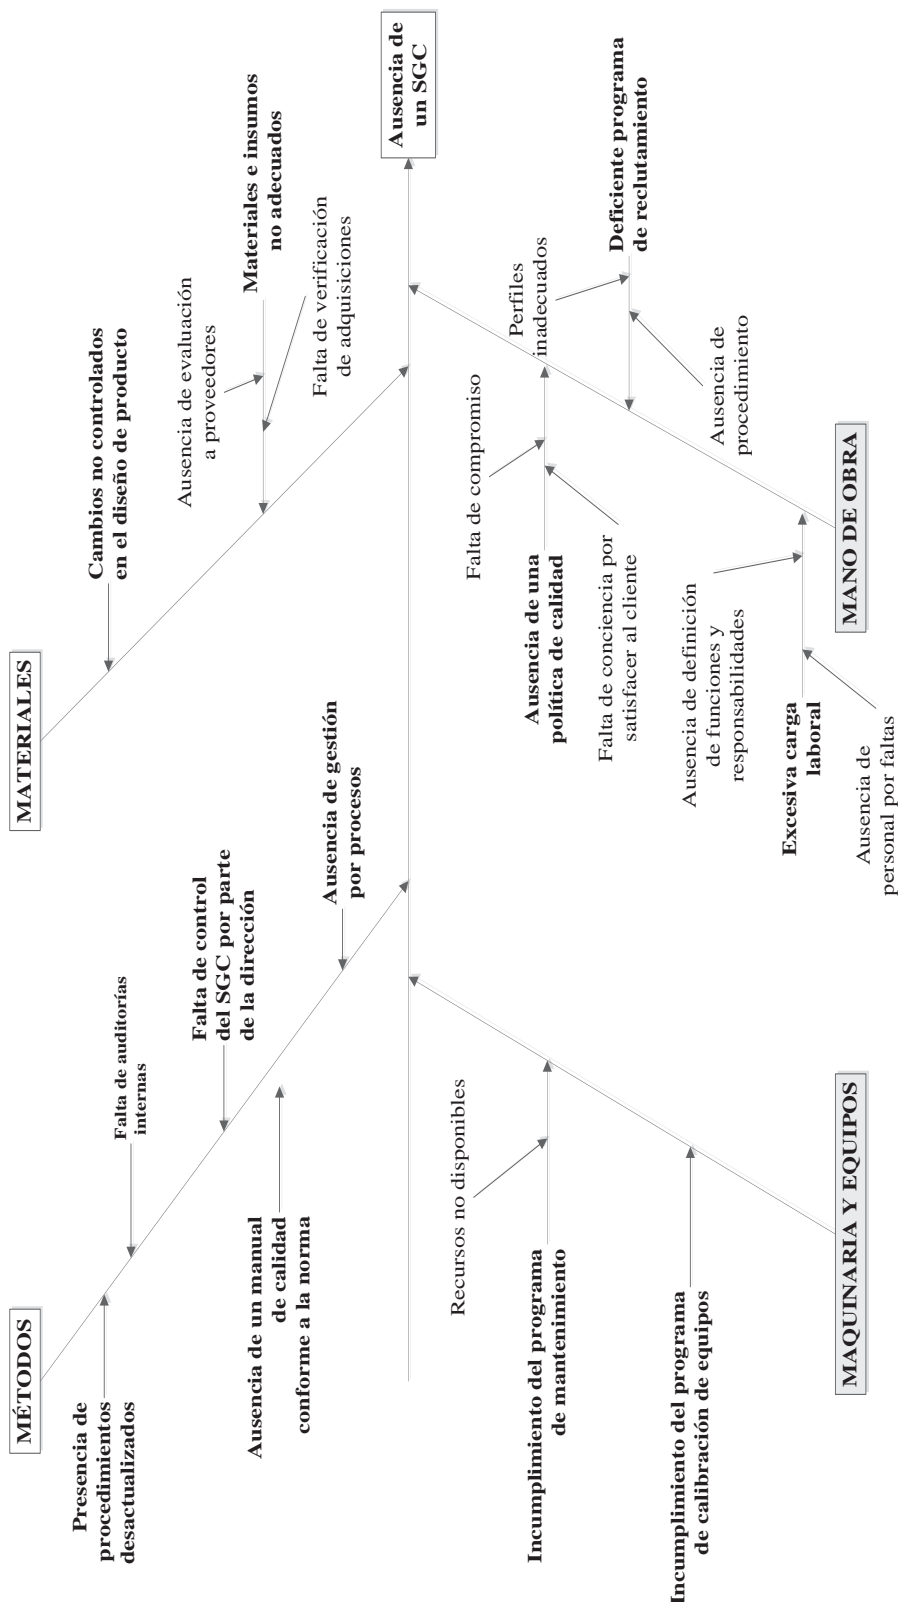 MÉTODOS
MATERIALES
Presencia de
procedimientos
desactualizados
Falta de auditorías
internas
Falta de control
del SGC por parte
de la dirección
Ausencia de un manual
de calidad
conforme a la norma
Ausencia de gestión
por procesos
Cambios no controlados
en el diseño de producto
Ausencia de evaluación
a proveedores
Materiales e insumos
no adecuados
Falta de verificación
de adquisiciones
Ausencia de
un SGC
Recursos no disponibles
Incumplimiento del programa
de mantenimiento
Incumplimiento del programa
de calibración de equipos
Falta de compromiso
Ausencia de una
política de calidad
Falta de conciencia por
satisfacer al cliente
Perfiles
inadecuados
Deficiente programa
de reclutamiento
Ausencia de
procedimiento
Ausencia de definición
de funciones y
responsabilidades
Excesiva carga
laboral
Ausencia de
personal por faltas
MAQUINARIA Y EQUIPOS
MANO DE OBRA